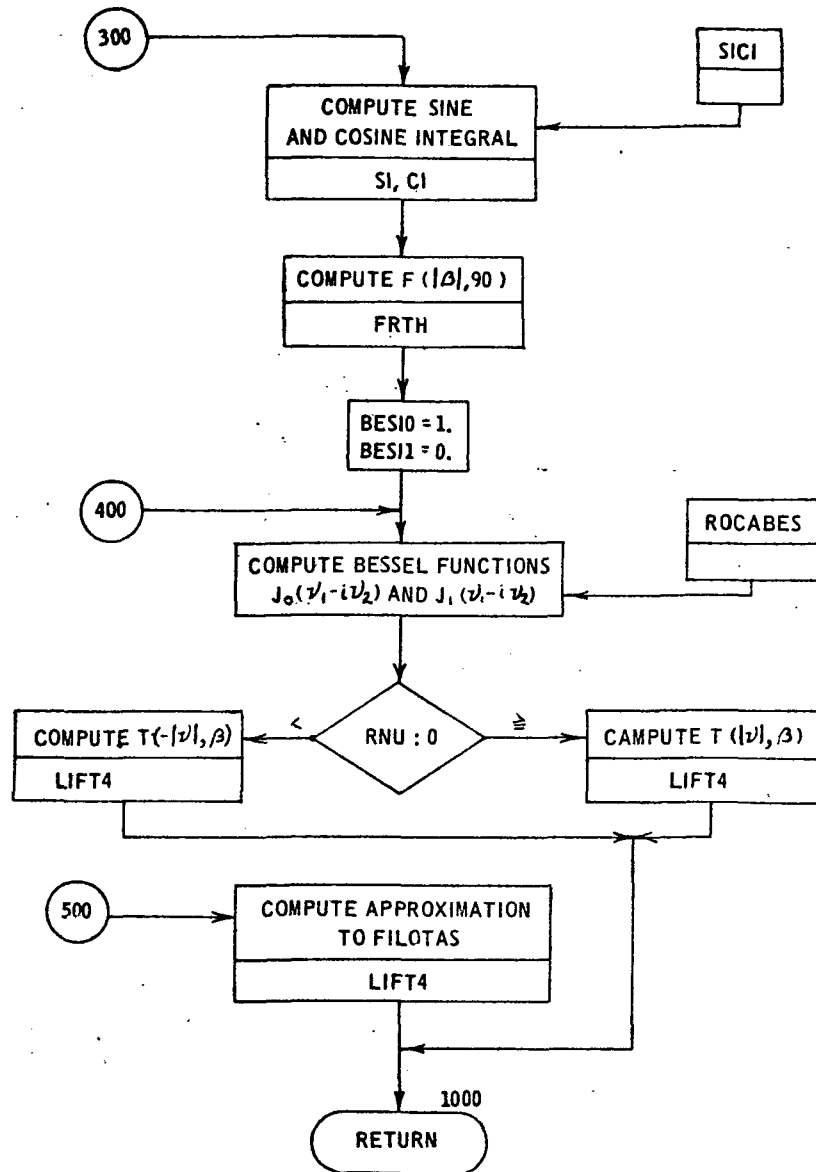 300
SICI
COMPUTE SINE
AND COSINE INTEGRAL
SI, CI
COMPUTE F (|β|,90)
FRTH
BESI0 = 1.
BESI1 = 0.
400
ROCABES
COMPUTE BESSEL FUNCTIONS
J₀(ν₁-iν₂) AND J₁(ν₁-iν₂)
<
RNU : 0
≧
COMPUTE T(-|ν|,β)
LIFT4
CAMPUTE T (|ν|,β)
LIFT4
500
COMPUTE APPROXIMATION
TO FILOTAS
LIFT4
1000
RETURN